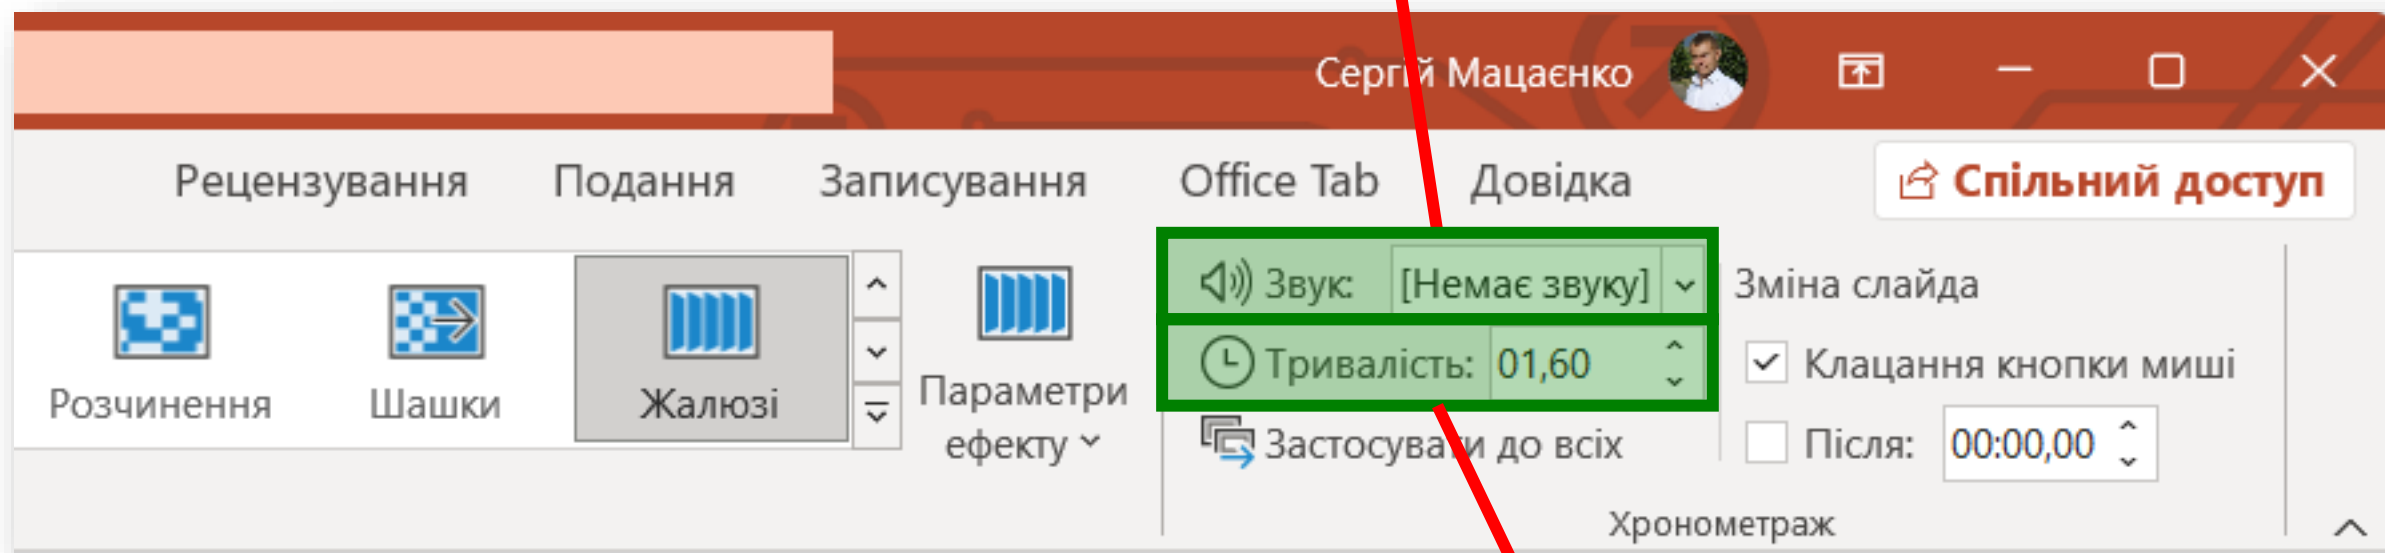 Сергій Мацаєнко
Рецензування Подання Записування Office Tab Довідка Спільний доступ
Звук: [Немає звуку] Зміна слайда
Тривалість: 01,60 Клацання кнопки миші
Розчинення Шашки Жалюзі Параметри
ефекту Застосувати до всіх Після: 00:00,00
Хронометраж